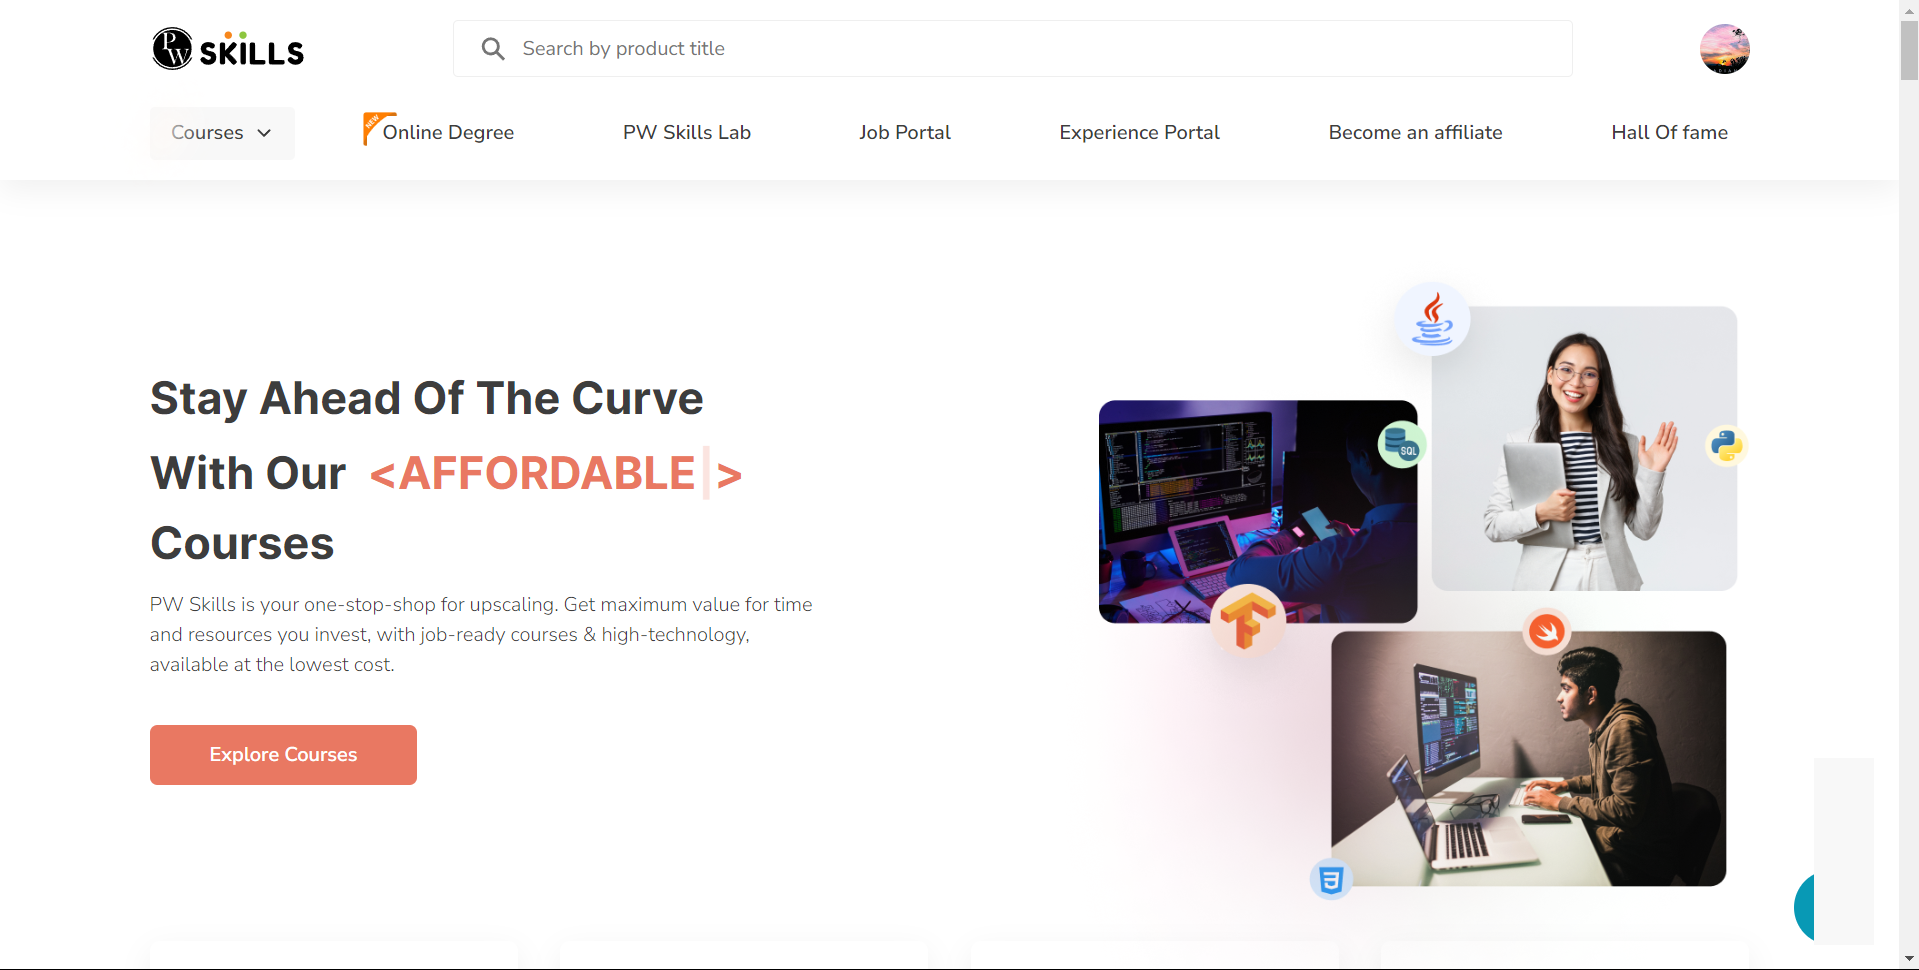 PW SKILLS
Search by product title
Courses
NEW
Online Degree
PW Skills Lab
Job Portal
Experience Portal
Become an affiliate
Hall Of fame
Stay Ahead Of The Curve
With Our <AFFORDABLE|>
Courses
PW Skills is your one-stop-shop for upscaling. Get maximum value for time
and resources you invest, with job-ready courses & high-technology,
available at the lowest cost.
Explore Courses
SQL